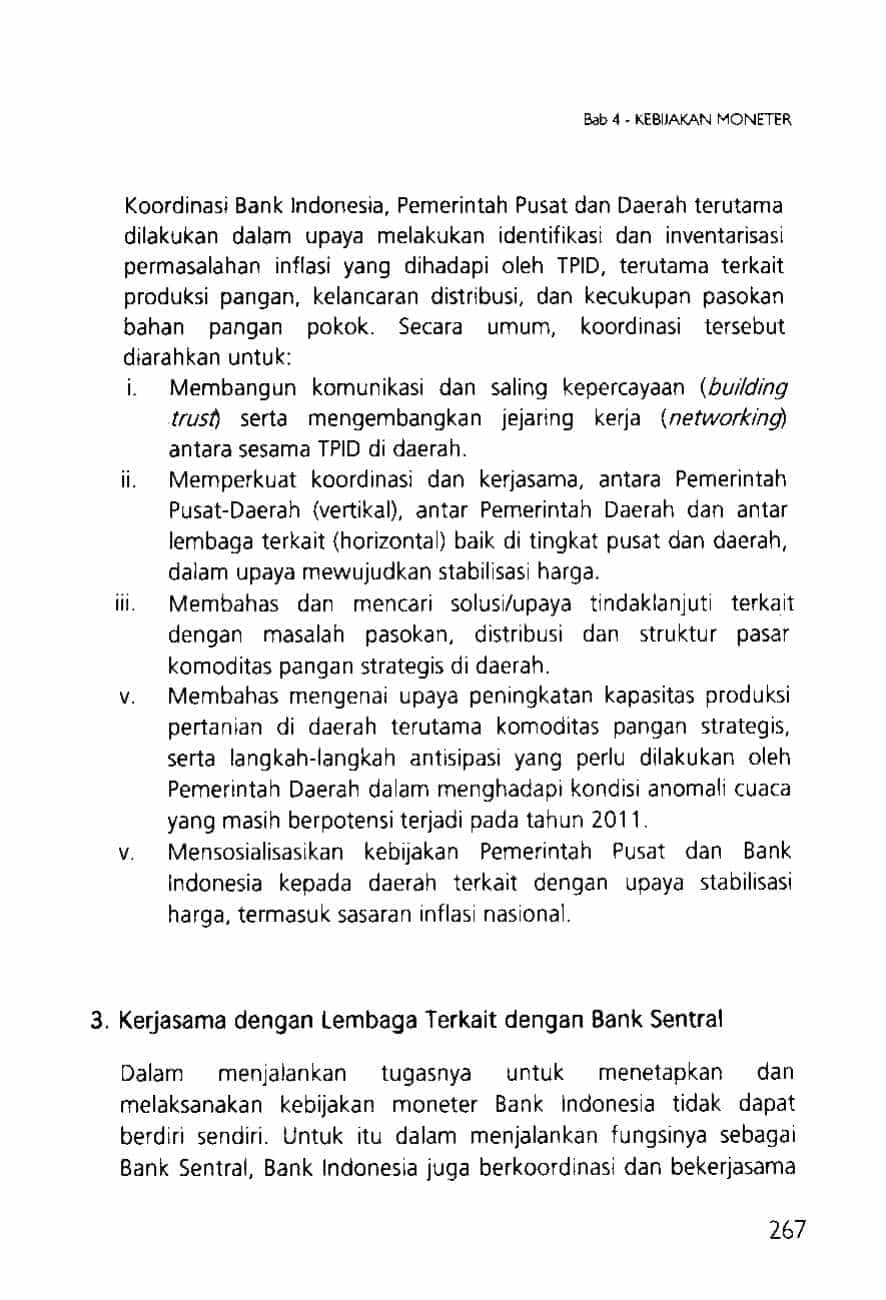 Bab 4 - KEBIJAKAN MONETER
Koordinasi Bank Indonesia, Pemerintah Pusat dan Daerah terutama
dilakukan dalam upaya melakukan identifikasi dan inventarisasi
permasalahan inflasi yang dihadapi oleh TPID, terutama terkait
produksi pangan, kelancaran distribusi, dan kecukupan pasokan
bahan pangan pokok. Secara umum, koordinasi tersebut
diarahkan untuk:
i. Membangun komunikasi dan saling kepercayaan (building
trust) serta mengembangkan jejaring kerja (networking)
antara sesama TPID di daerah.
ii. Memperkuat koordinasi dan kerjasama, antara Pemerintah
Pusat-Daerah (vertikal), antar Pemerintah Daerah dan antar
lembaga terkait (horizontal) baik di tingkat pusat dan daerah,
dalam upaya mewujudkan stabilisasi harga.
iii. Membahas dan mencari solusi/upaya tindaklanjuti terkait
dengan masalah pasokan, distribusi dan struktur pasar
komoditas pangan strategis di daerah.
v. Membahas mengenai upaya peningkatan kapasitas produksi
pertanian di daerah terutama komoditas pangan strategis,
serta langkah-langkah antisipasi yang perlu dilakukan oleh
Pemerintah Daerah dalam menghadapi kondisi anomali cuaca
yang masih berpotensi terjadi pada tahun 2011.
v. Mensosialisasikan kebijakan Pemerintah Pusat dan Bank
Indonesia kepada daerah terkait dengan upaya stabilisasi
harga, termasuk sasaran inflasi nasional.
3. Kerjasama dengan Lembaga Terkait dengan Bank Sentral
Dalam menjalankan tugasnya untuk menetapkan dan
melaksanakan kebijakan moneter Bank Indonesia tidak dapat
berdiri sendiri. Untuk itu dalam menjalankan fungsinya sebagai
Bank Sentral, Bank Indonesia juga berkoordinasi dan bekerjasama
267